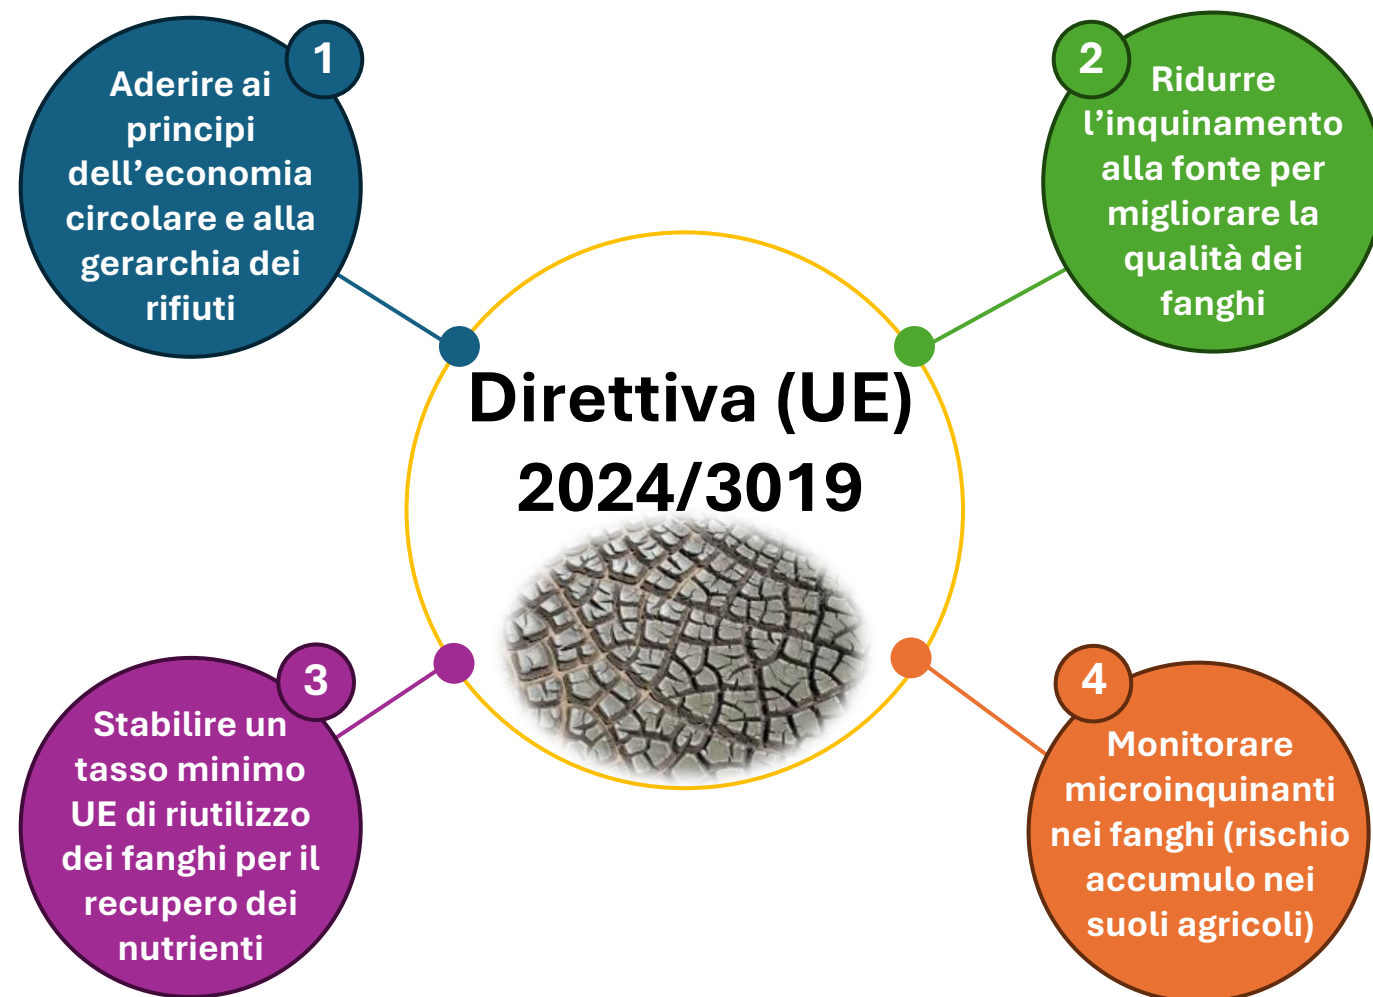 1
Aderire ai
principi
dell’economia
circolare e alla
gerarchia dei
rifiuti
2
Ridurre
l’inquinamento
alla fonte per
migliorare la
qualità dei
fanghi
Direttiva (UE)
2024/3019
3
Stabilire un
tasso minimo
UE di riutilizzo
dei fanghi per il
recupero dei
nutrienti
4
Monitorare
microinquinanti
nei fanghi (rischio
accumulo nei
suoli agricoli)